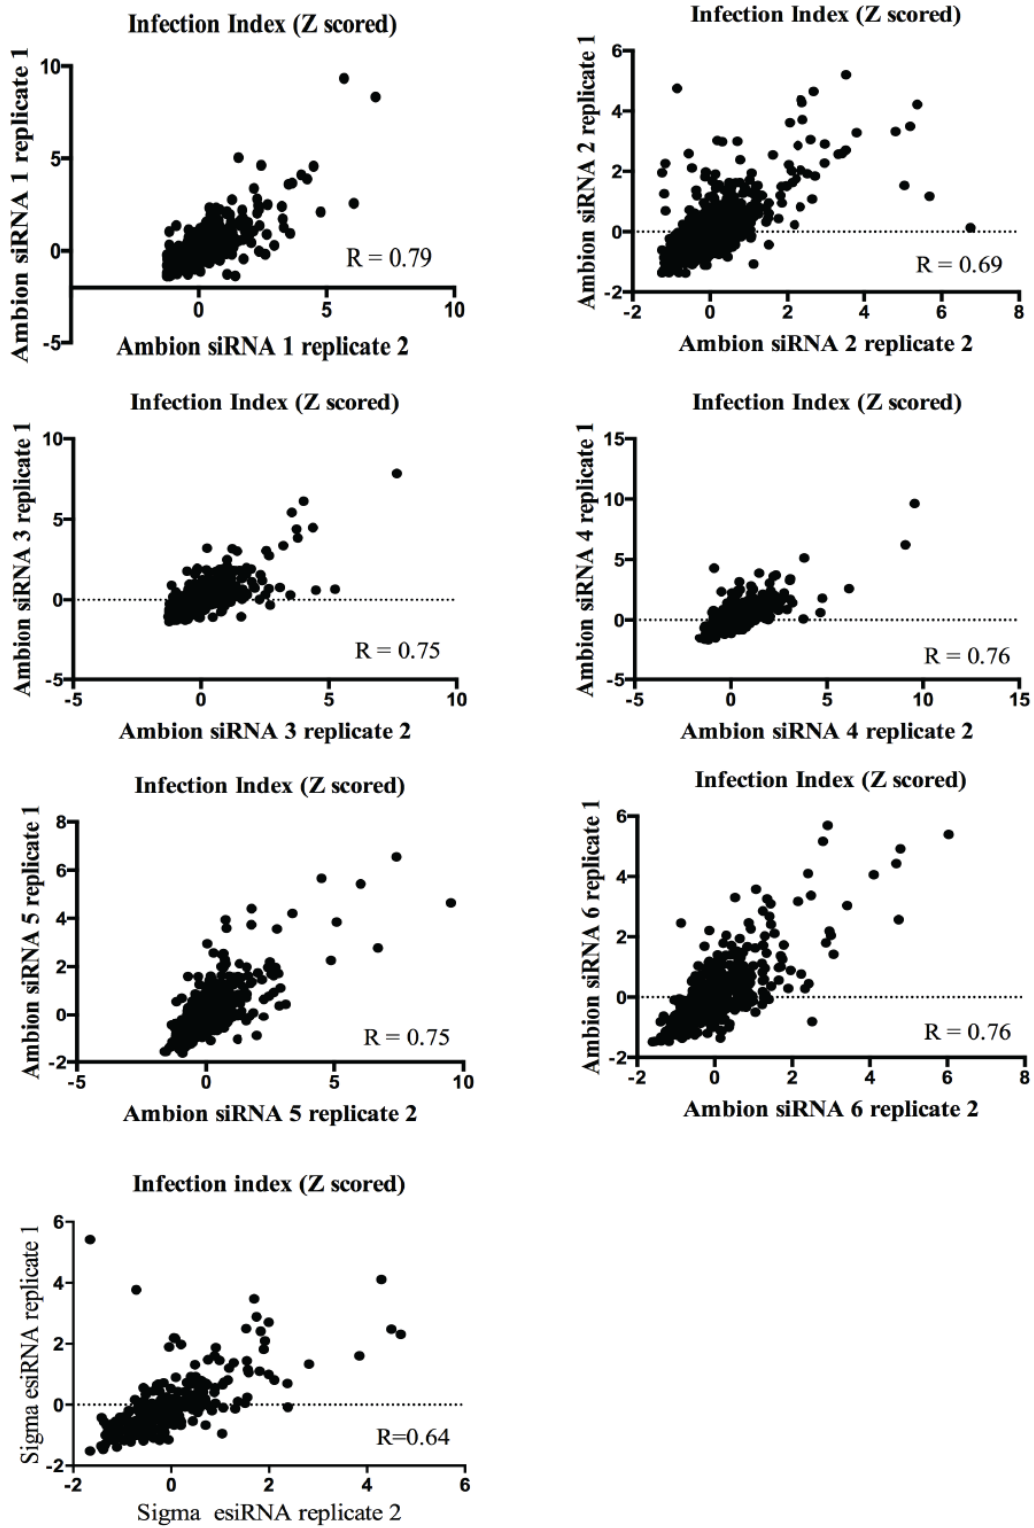 Infection Index (Z scored)
Ambion siRNA 1 replicate 1
10
5
0
-5
0
5
10
R = 0.79
Ambion siRNA 1 replicate 2
Infection Index (Z scored)
Ambion siRNA 2 replicate 1
6
4
2
0
-2
-2
0
2
4
6
8
R = 0.69
Ambion siRNA 2 replicate 2
Infection Index (Z scored)
Ambion siRNA 3 replicate 1
10
5
0
-5
-5
0
5
10
R = 0.75
Ambion siRNA 3 replicate 2
Infection Index (Z scored)
Ambion siRNA 4 replicate 1
15
10
5
0
-5
-5
0
5
10
15
R = 0.76
Ambion siRNA 4 replicate 2
Infection Index (Z scored)
Ambion siRNA 5 replicate 1
8
6
4
2
0
-2
-5
0
5
10
R = 0.75
Ambion siRNA 5 replicate 2
Infection Index (Z scored)
Ambion siRNA 6 replicate 1
6
4
2
0
-2
-2
0
2
4
6
8
R = 0.76
Ambion siRNA 6 replicate 2
Infection index (Z scored)
Sigma esiRNA replicate 1
6
4
2
0
-2
-2
0
2
4
6
R=0.64
Sigma esiRNA replicate 2